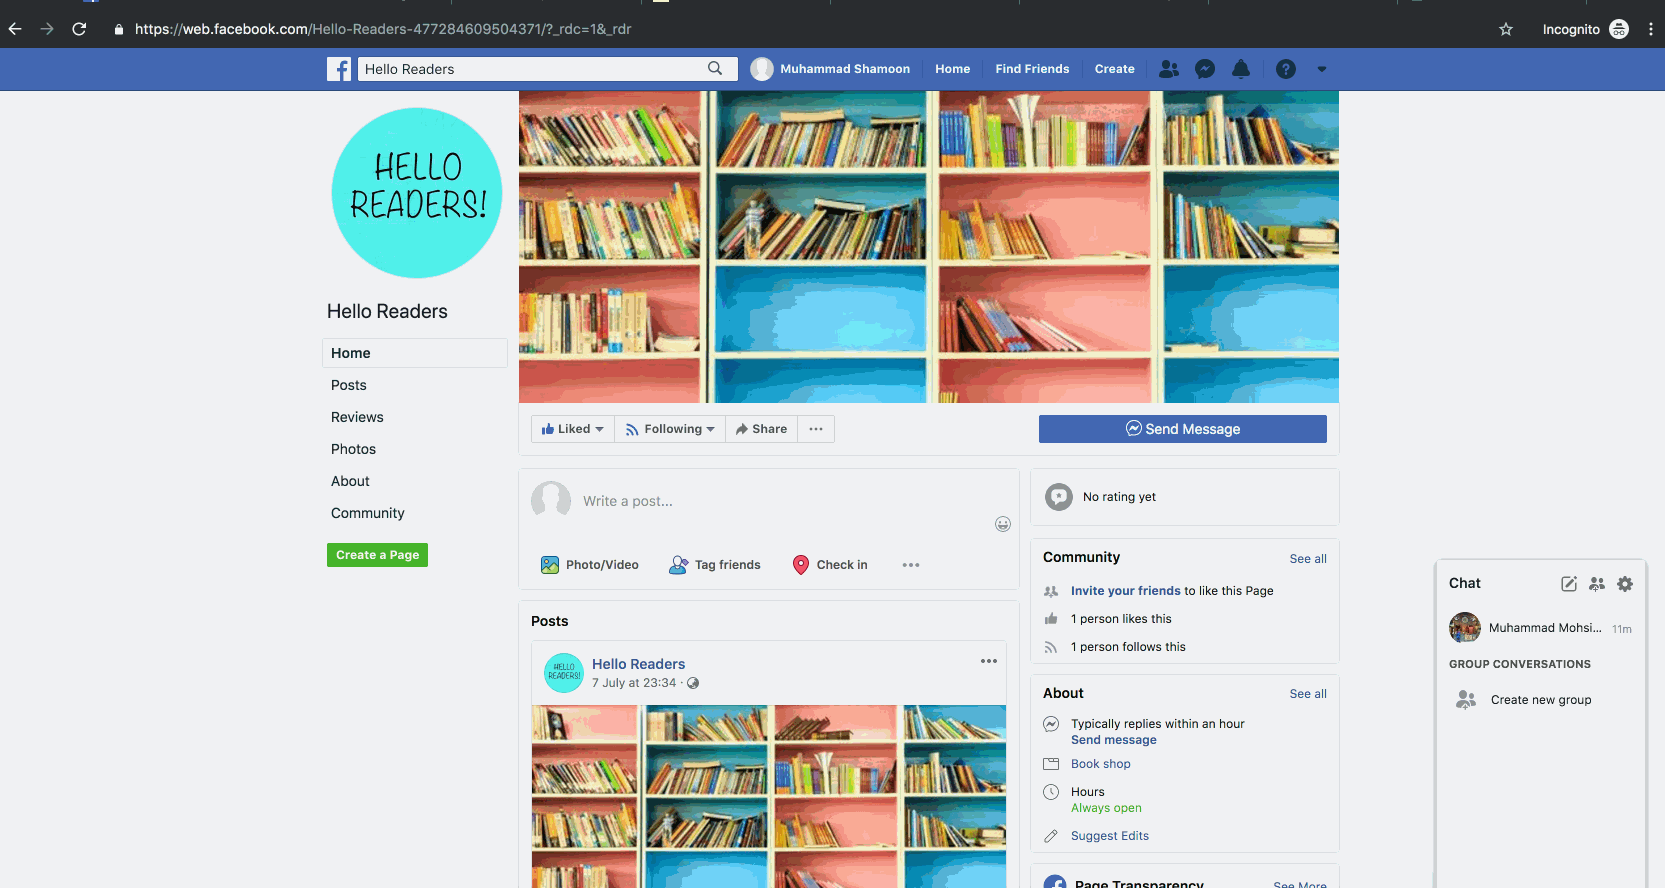 https://web.facebook.com/Hello-Readers-477284609504371/?_rdc=1&_rdr
Incognito
Hello Readers
Muhammad Shamoon
Home
Find Friends
Create
HELLO
READERS!
Hello Readers
Home
Posts
Reviews
Photos
About
Community
Create a Page
Liked
Following
Share
Send Message
Write a post...
Photo/Video
Tag friends
Check in
Posts
Hello Readers
7 July at 23:34 ·
HELLO
READERS!
No rating yet
Community
See all
Invite your friends to like this Page
1 person likes this
1 person follows this
About
See all
Typically replies within an hour
Send message
Book shop
Hours
Always open
Suggest Edits
Page Transparency
See More
Chat
Muhammad Mohsi...
11m
GROUP CONVERSATIONS
Create new group